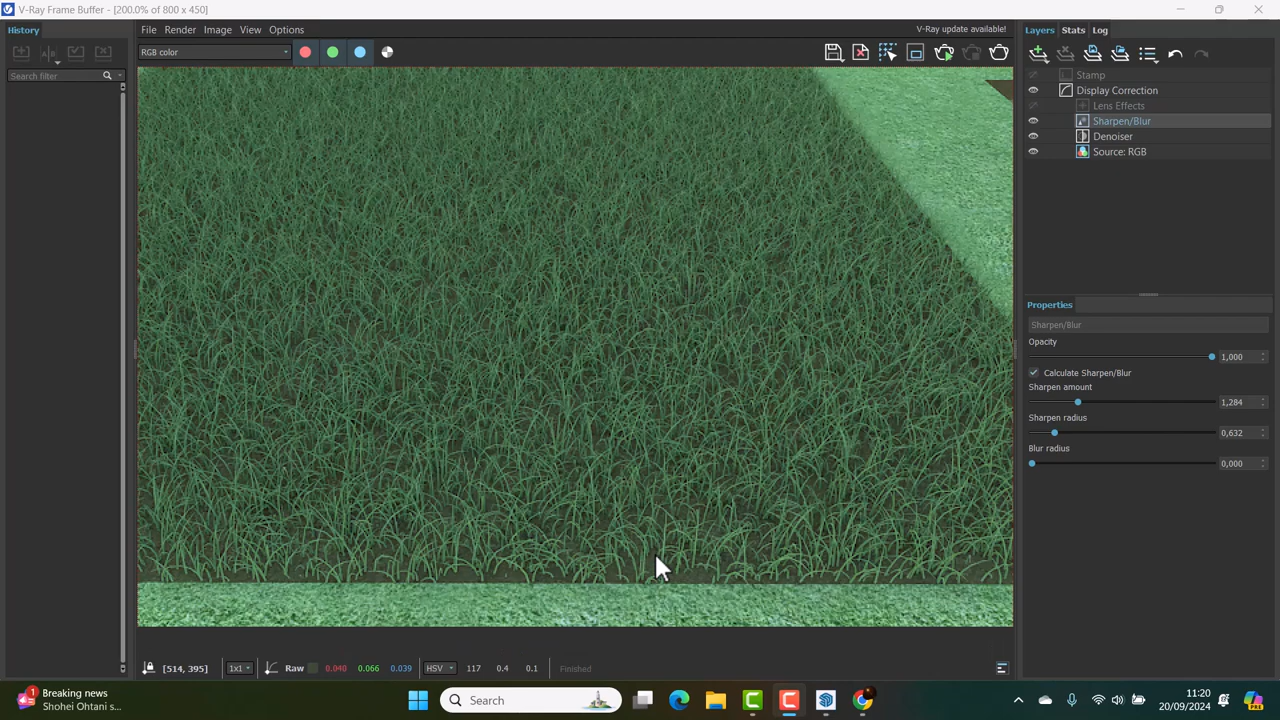 V-Ray Frame Buffer - [200.0% of 800 x 450]
History
File Render Image View Options
V-Ray update available!
Layers Stats Log
RGB color
Search filter
Stamp
Display Correction
Lens Effects
Sharpen/Blur
Denoiser
Source: RGB
Properties
Sharpen/Blur
Opacity
1,000
Calculate Sharpen/Blur
Sharpen amount
1,284
Sharpen radius
0,632
Blur radius
0,000
[514, 395] 1x1 Raw 0.040 0.066 0.039 HSV 117 0.4 0.1 Finished
1 Breaking news
Shohei Ohtani s...
Search
11:20
20/09/2024